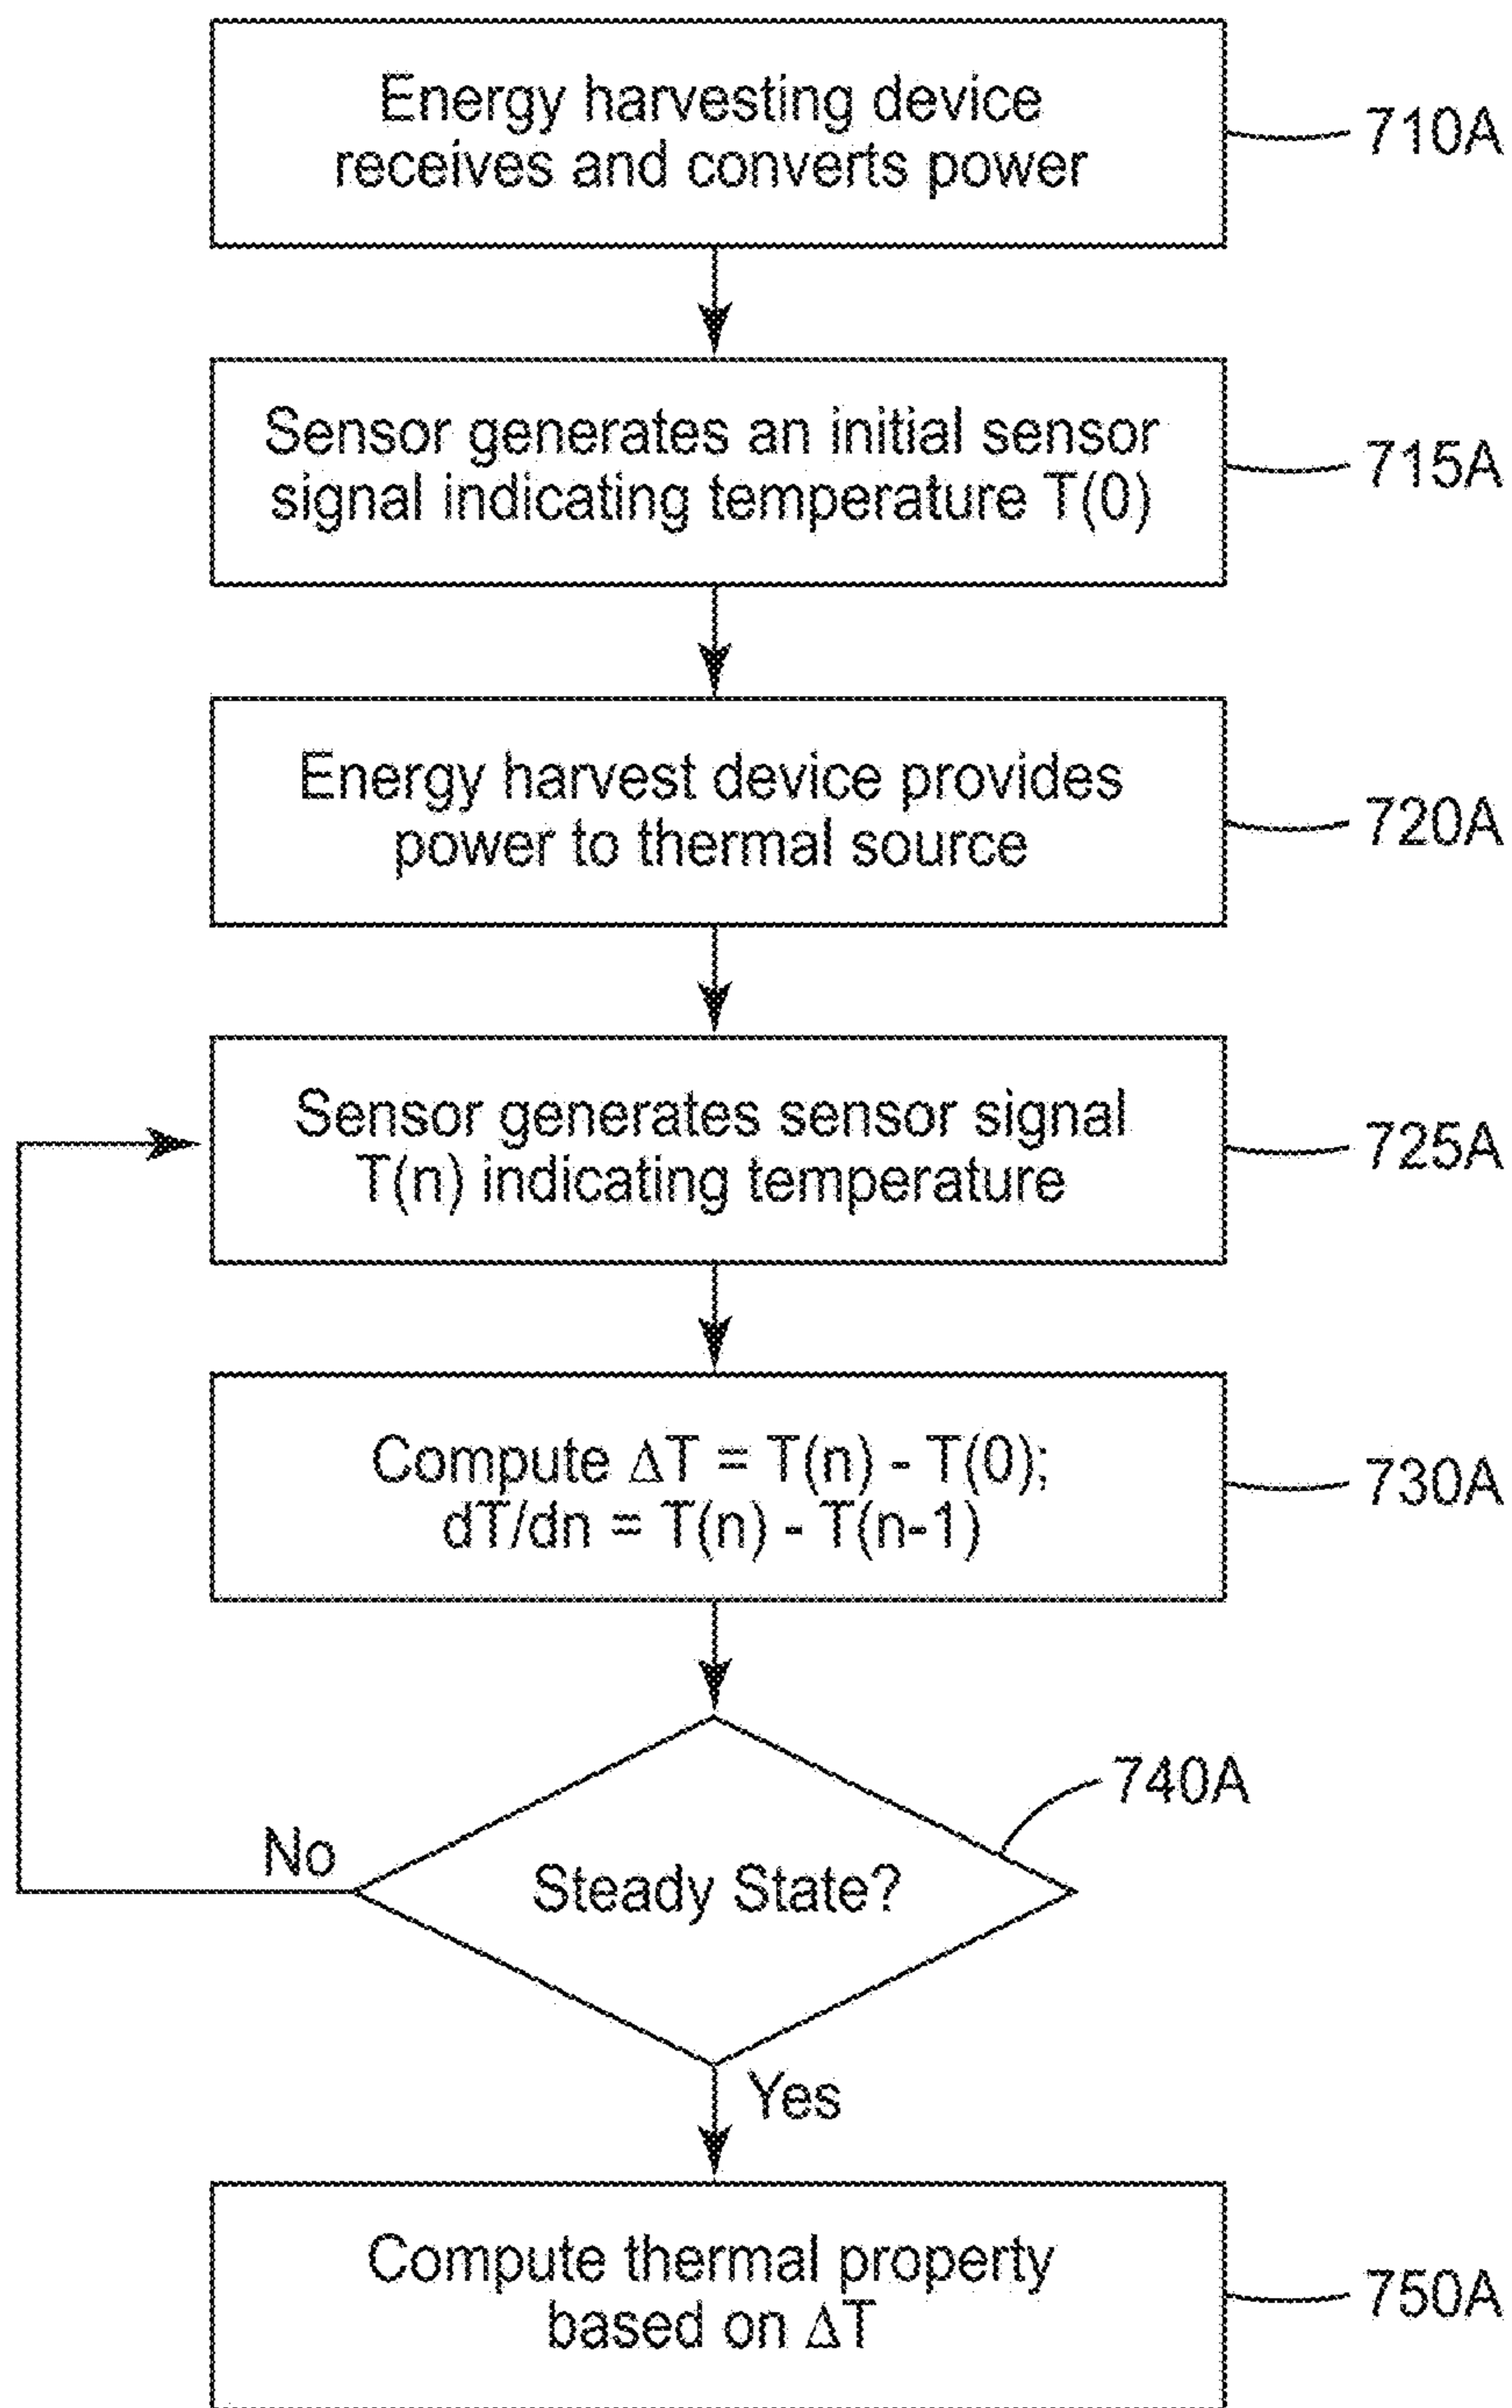 Energy harvesting device
receives and converts power
710A
Sensor generates an initial sensor
signal indicating temperature T(0)
715A
Energy harvest device provides
power to thermal source
720A
Sensor generates sensor signal
T(n) indicating temperature
725A
Compute ΔT = T(n) - T(0);
dT/dn = T(n) - T(n-1)
730A
740A
No
Steady State?
Yes
Compute thermal property
based on ΔT
750A